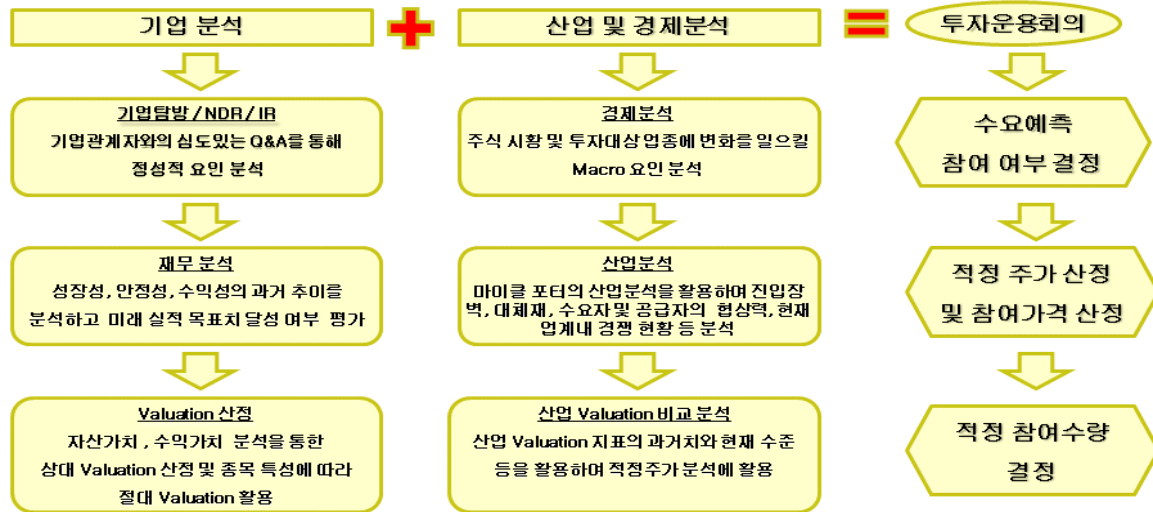 기업 분석
산업 및 경제분석
투자운용회의
기업탐방 / NDR / IR
기업관계자와의 심도있는 Q&A를 통해
정성적 요인 분석
재무 분석
성장성, 안정성, 수익성의 과거 추이를
분석하고 미래 실적 목표치 달성 여부 평가
Valuation 산정
자산가치 , 수익가치 분석을 통한
상대 Valuation 산정 및 종목 특성에 따라
절대 Valuation 활용
경제분석
주식 시황 및 투자대상 업종에 변화를 일으킬
Macro 요인 분석
산업분석
마이클 포터의 산업분석을 활용하여 진입장
벽, 대체재, 수요자 및 공급자의 협상력, 현재
업계내 경쟁 현황 등 분석
산업 Valuation 비교 분석
산업 Valuation 지표의 과거치와 현재 수준
등을 활용하여 적정주가 분석에 활용
수요예측
참여 여부 결정
적정 주가 산정
및 참여가격 산정
적정 참여수량
결정